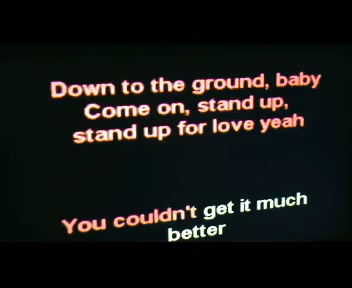 Down to the ground, baby
Come on, stand up,
stand up for love yeah
You couldn't get it much
better